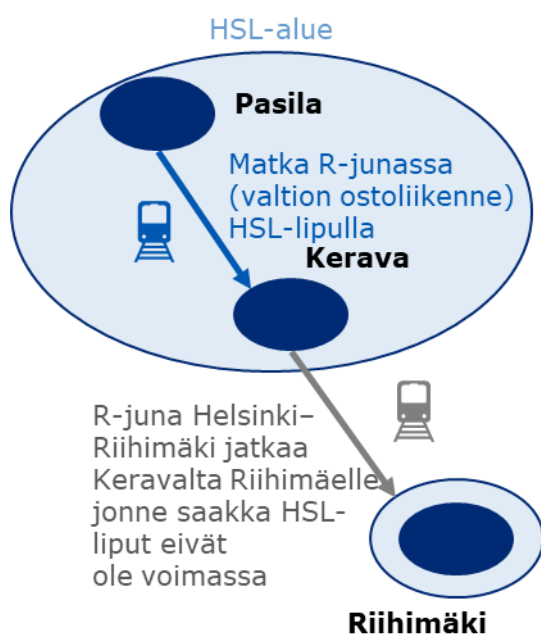 HSL-alue
Pasila
Matka R-junassa
(valtion ostoliikenne)
HSL-lipulla
Kerava
R-juna Helsinki–
Riihimäki jatkaa
Keravalta Riihimäelle
jonne saakka HSL-
liput eivät
ole voimassa
Riihimäki